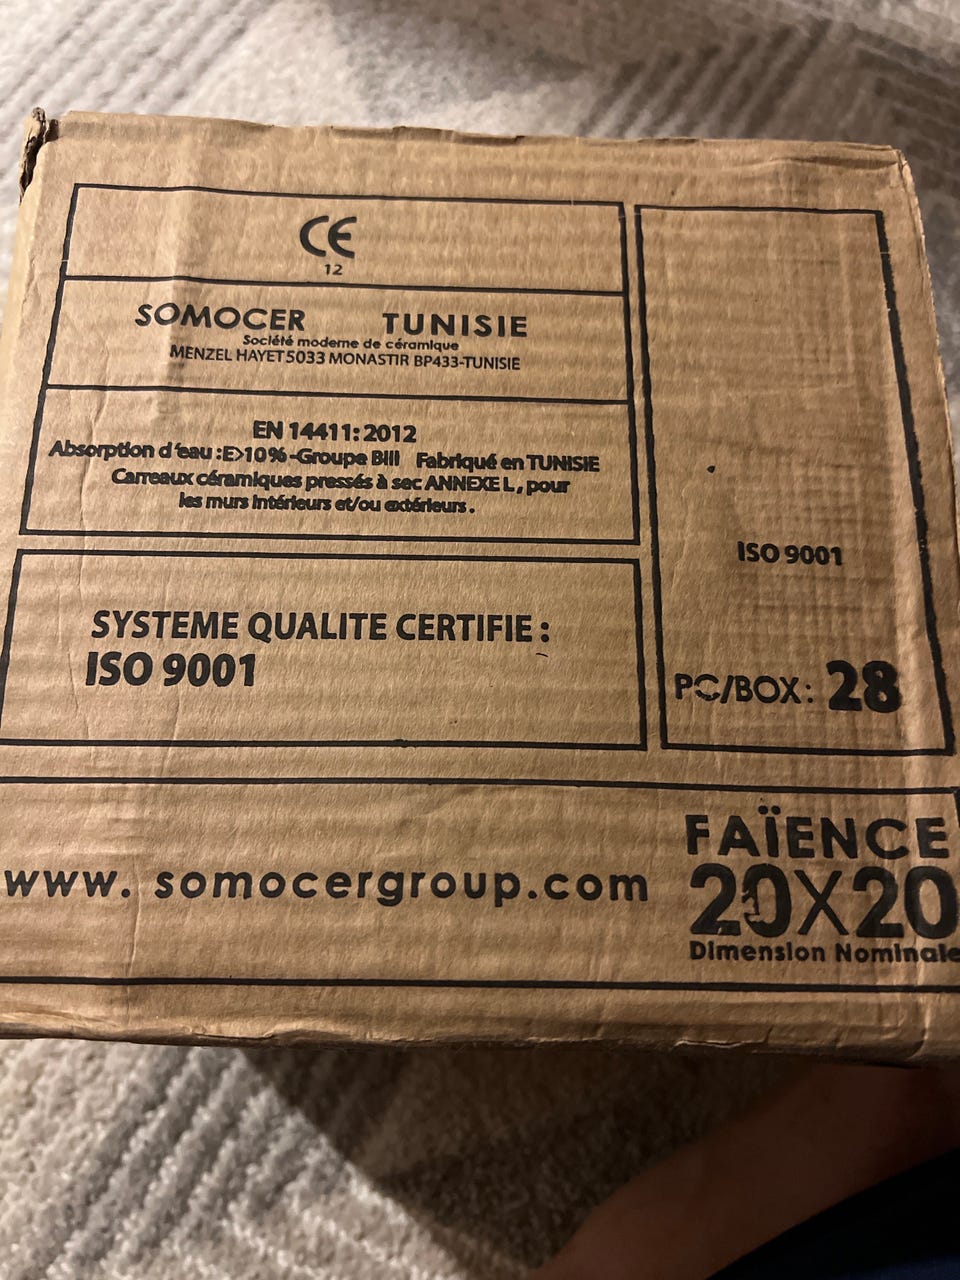 CE
12
SOMOCER TUNISIE
Société moderne de céramique
MENZEL HAYET 5033 MONASTIR BP433-TUNISIE
EN 14411: 2012
Absorption d'eau :E>10% -Groupe BIII Fabriqué en TUNISIE
Carreaux céramiques pressés à sec ANNEXE L, pour
les murs intérieurs et/ou extérieurs.
SYSTEME QUALITE CERTIFIE :
ISO 9001
ISO 9001
PC/BOX: 28
www. somocergroup.com
FAÏENCE
20X20
Dimension Nominale